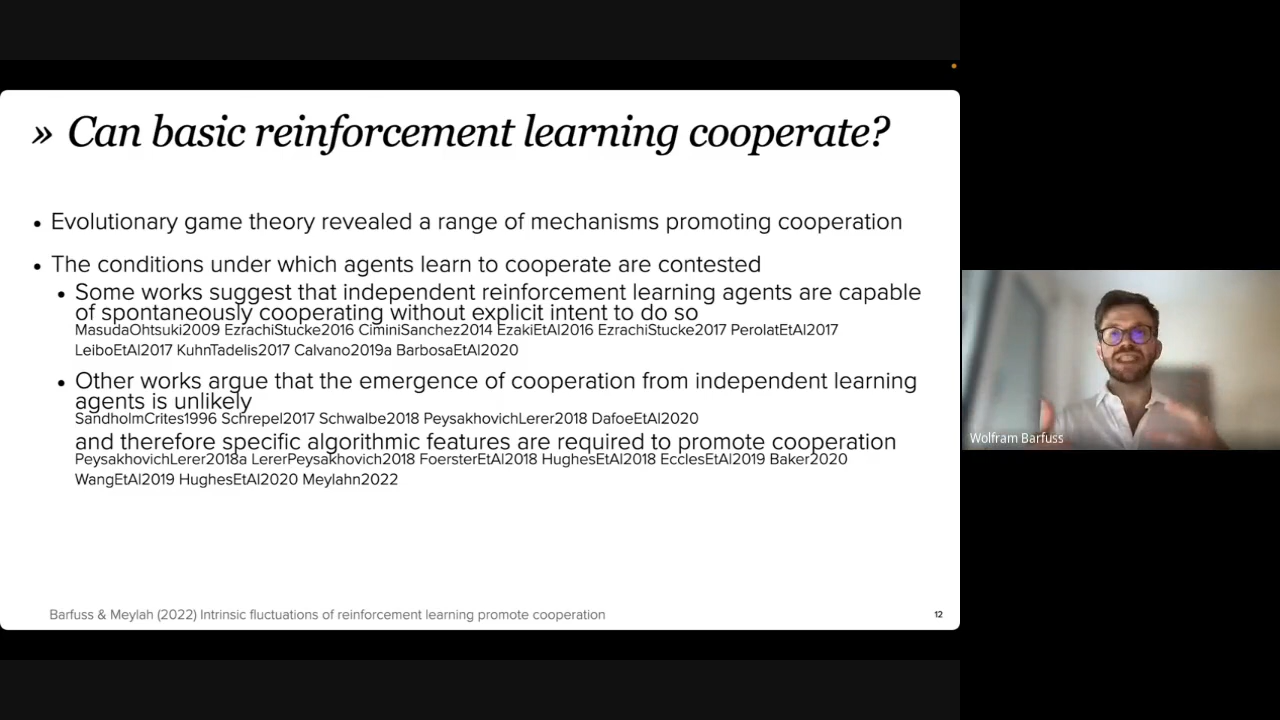 » Can basic reinforcement learning cooperate?
• Evolutionary game theory revealed a range of mechanisms promoting cooperation
• The conditions under which agents learn to cooperate are contested
• Some works suggest that independent reinforcement learning agents are capable
of spontaneously cooperating without explicit intent to do so
MasudaOhtsuki2009 EzrachiStucke2016 CiminiSanchez2014 EzakiEtAl2016 EzrachiStucke2017 PerolatEtAl2017
LeiboEtAl2017 KuhnTadelis2017 Calvano2019a BarbosaEtAl2020
• Other works argue that the emergence of cooperation from independent learning
agents is unlikely
SandholmCrites1996 Schrepel2017 Schwalbe2018 PeysakhovichLerer2018 DafoeEtAl2020
and therefore specific algorithmic features are required to promote cooperation
PeysakhovichLerer2018a LererPeysakhovich2018 FoersterEtAl2018 HughesEtAl2018 EcclesEtAl2019 Baker2020
WangEtAl2019 HughesEtAl2020 Meylahn2022
Barfuss & Meylah (2022) Intrinsic fluctuations of reinforcement learning promote cooperation
12
Wolfram Barfuss